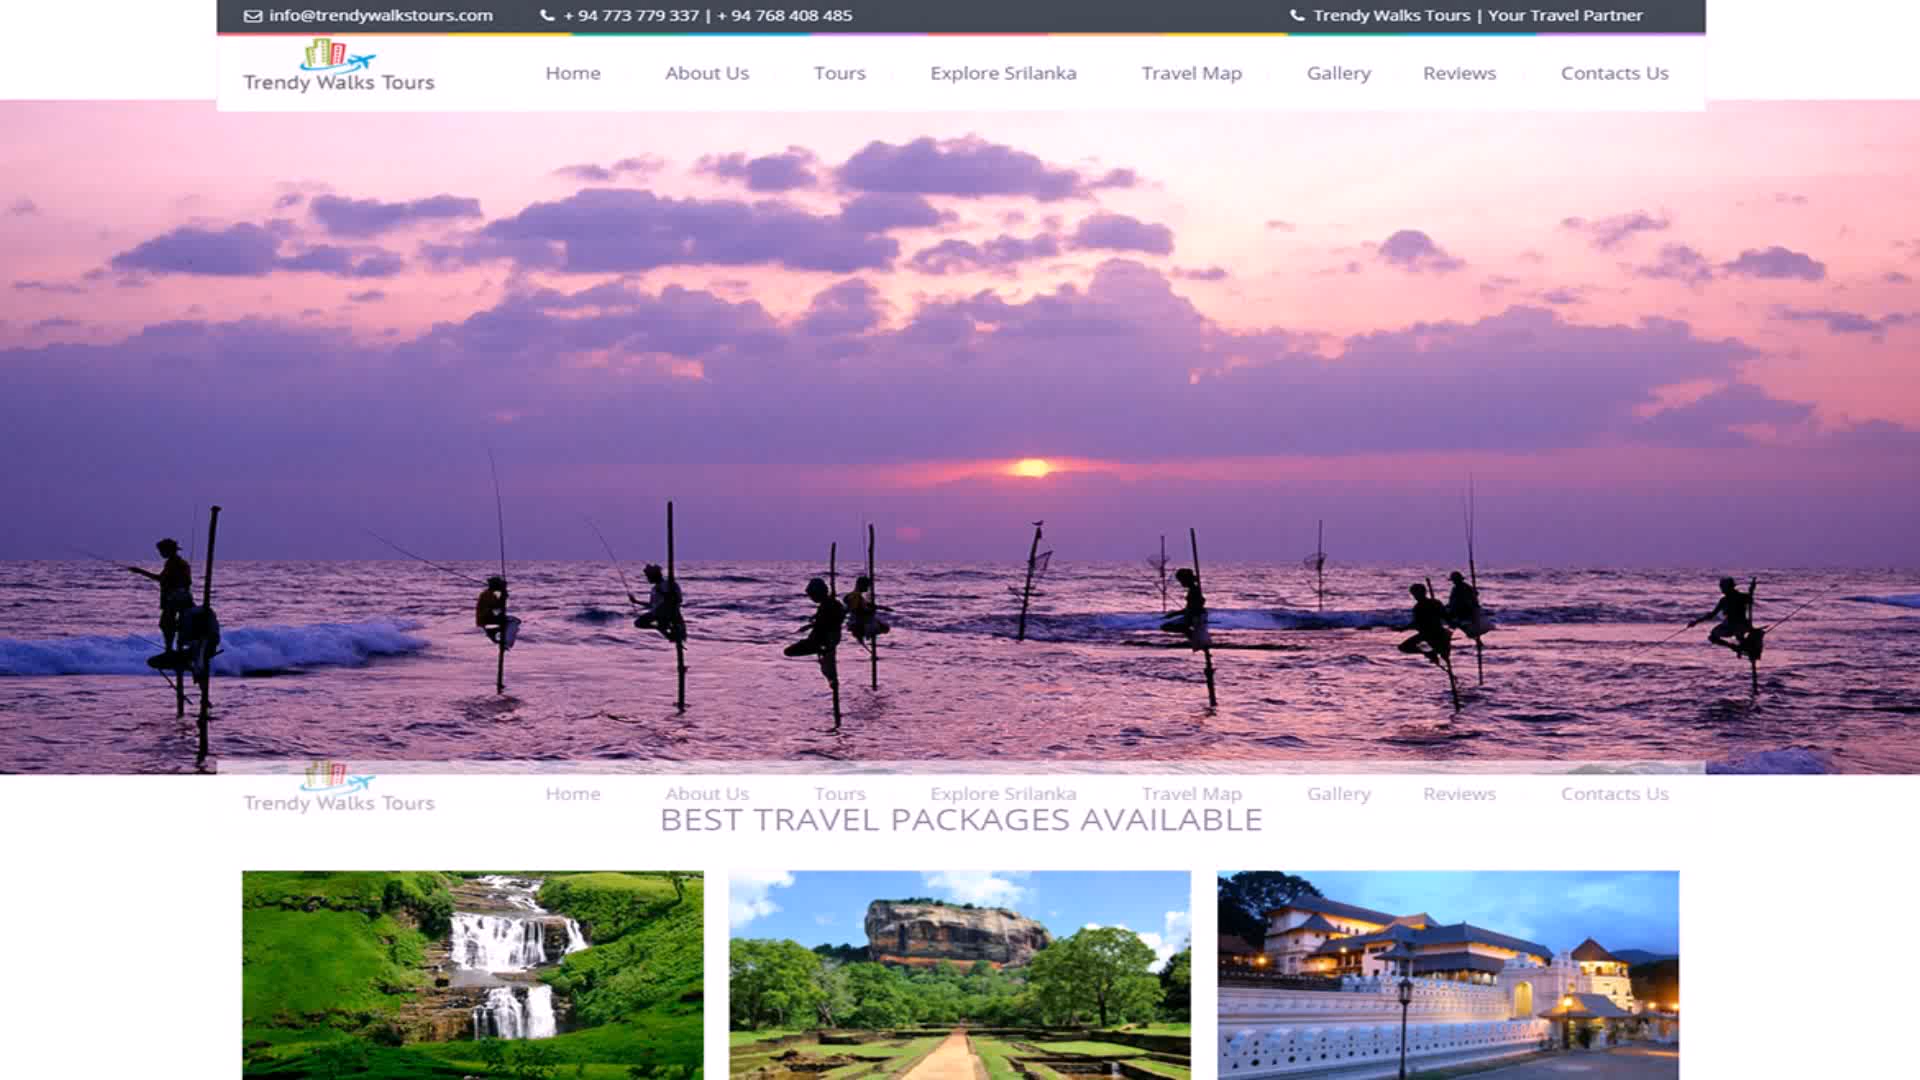 info@trendywalkstours.com + 94 773 779 337 | + 94 768 408 485 Trendy Walks Tours | Your Travel Partner
Trendy Walks Tours Home About Us Tours Explore Srilanka Travel Map Gallery Reviews Contacts Us
Trendy Walks Tours Home About Us Tours Explore Srilanka Travel Map Gallery Reviews Contacts Us
BEST TRAVEL PACKAGES AVAILABLE